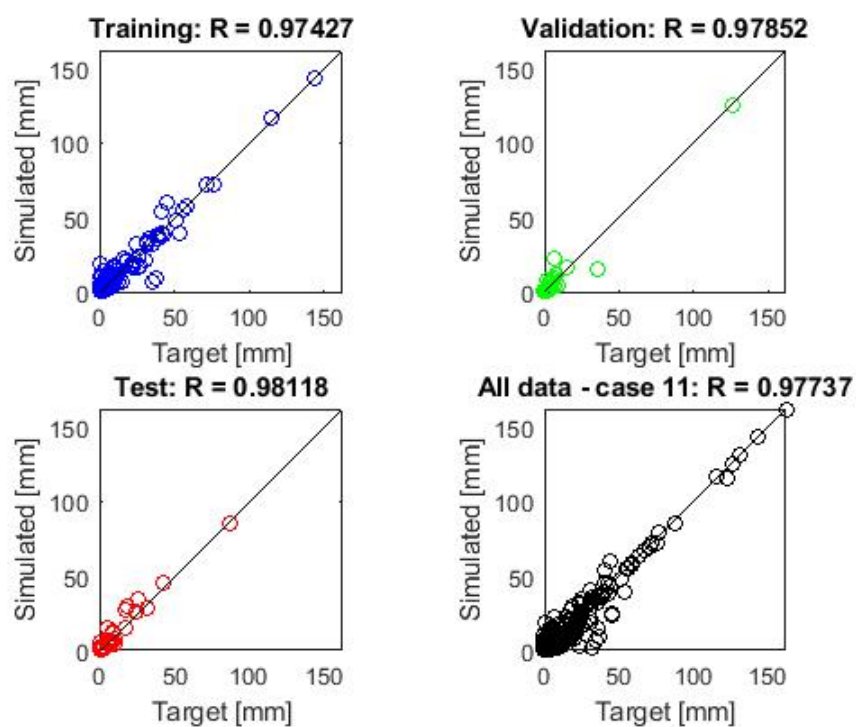 Training: R = 0.97427
150
100
50
0
0 50 100 150
Simulated [mm]
Target [mm]
Validation: R = 0.97852
150
100
50
0
0 50 100 150
Simulated [mm]
Target [mm]
Test: R = 0.98118
150
100
50
0
0 50 100 150
Simulated [mm]
Target [mm]
All data - case 11: R = 0.97737
150
100
50
0
0 50 100 150
Simulated [mm]
Target [mm]